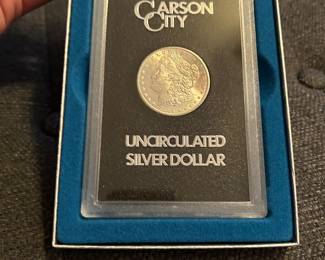 CARSON
CITY
UNCIRCULATED
SILVER DOLLAR